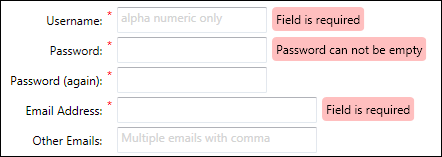 Username: * alpha numeric only Field is required
Password: * Password can not be empty
Password (again): *
Email Address: * Field is required
Other Emails: Multiple emails with comma